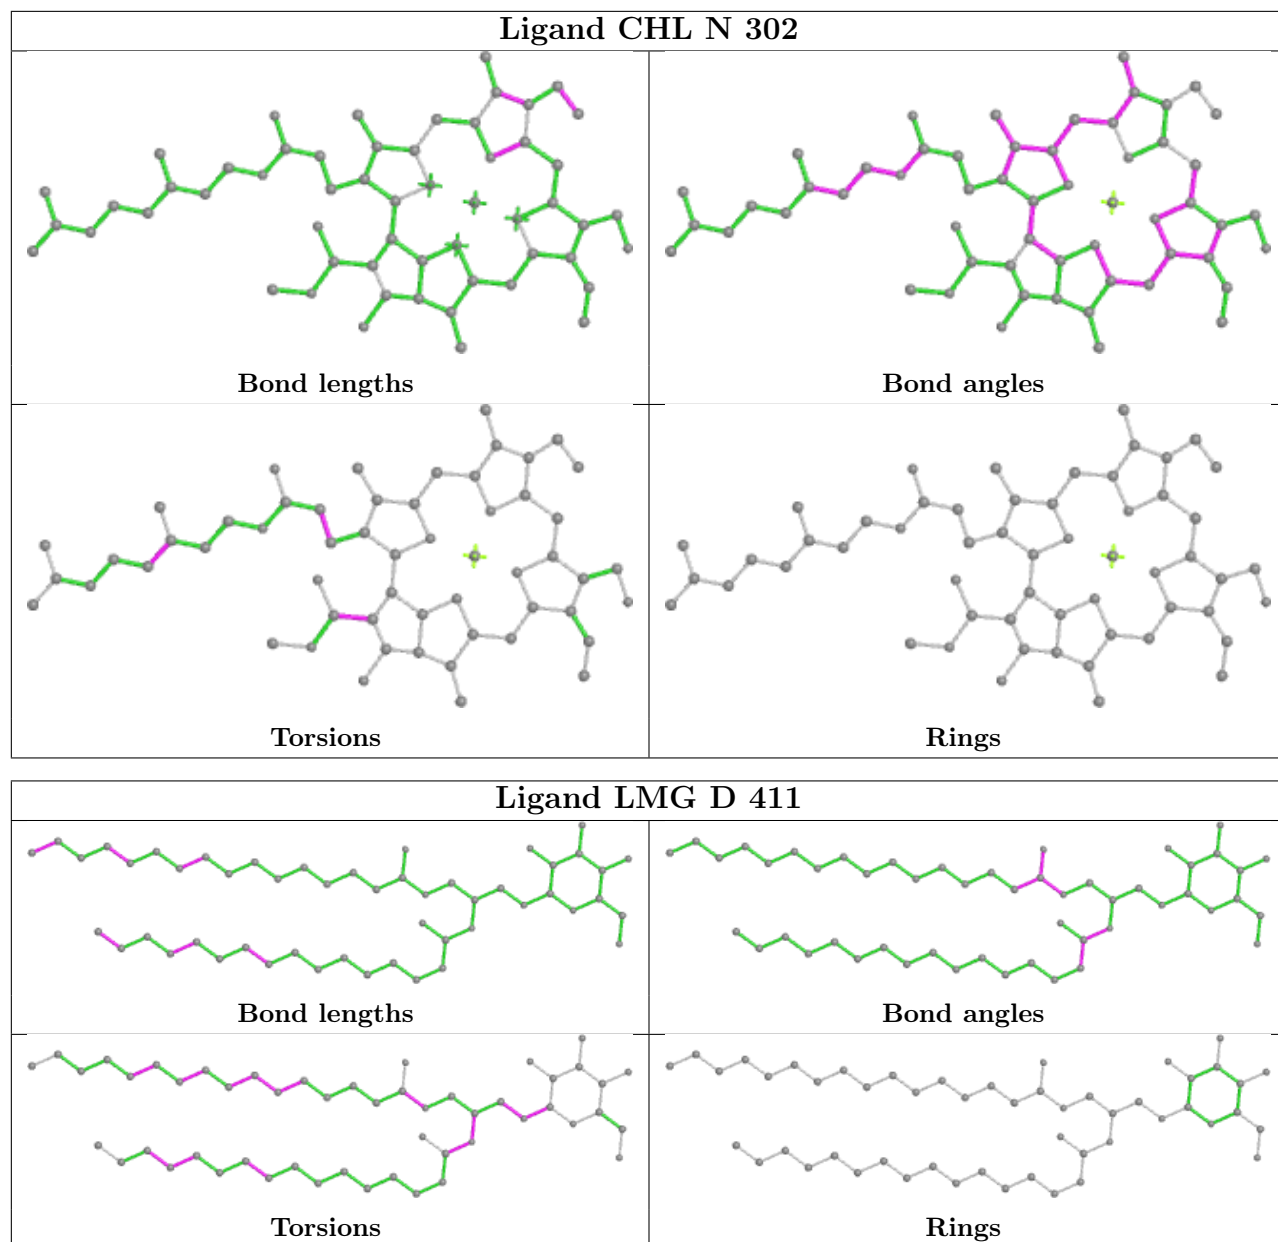 Ligand CHL N 302
Bond lengths
Bond angles
Torsions
Rings
Ligand LMG D 411
Bond lengths
Bond angles
Torsions
Rings